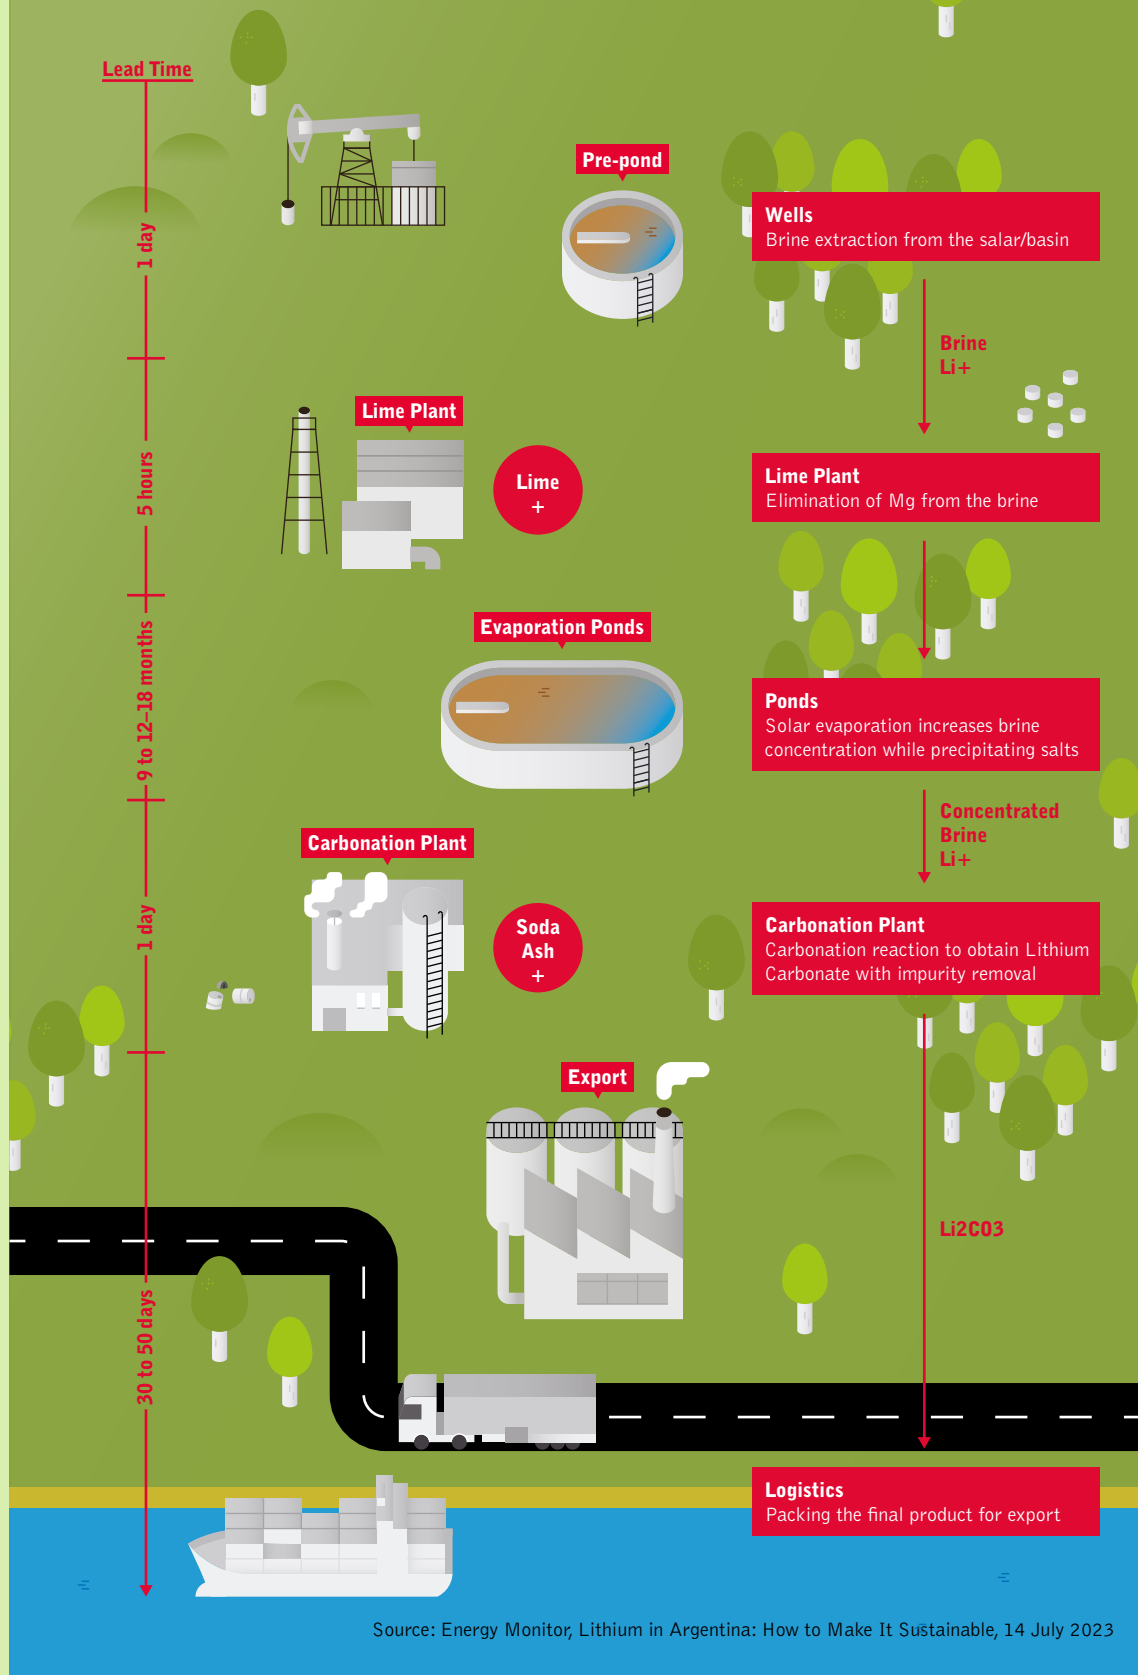 Lead Time
1 day
5 hours
9 to 12–18 months
1 day
30 to 50 days
Pre-pond
Wells
Brine extraction from the salar/basin
Brine
Li+
Lime Plant
Lime
+
Lime Plant
Elimination of Mg from the brine
Evaporation Ponds
Ponds
Solar evaporation increases brine
concentration while precipitating salts
Concentrated
Brine
Li+
Carbonation Plant
Soda
Ash
+
Carbonation Plant
Carbonation reaction to obtain Lithium
Carbonate with impurity removal
Export
Li2CO3
Logistics
Packing the final product for export
Source: Energy Monitor, Lithium in Argentina: How to Make It Sustainable, 14 July 2023